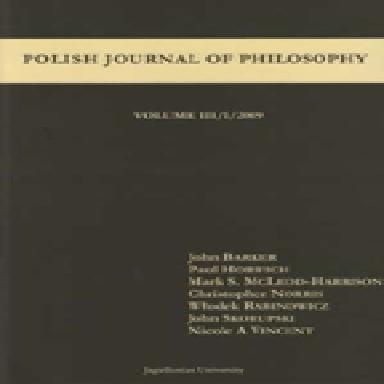 POLISH JOURNAL OF PHILOSOPHY
VOLUME III/1/2009
John BARKER
Paul HORWICH
Mark S. MCLEOD-HARRISON
Christopher NORRIS
Włodek RABINOWICZ
John SKORUPSKI
Nicole A VINCENT
Jagiellonian University